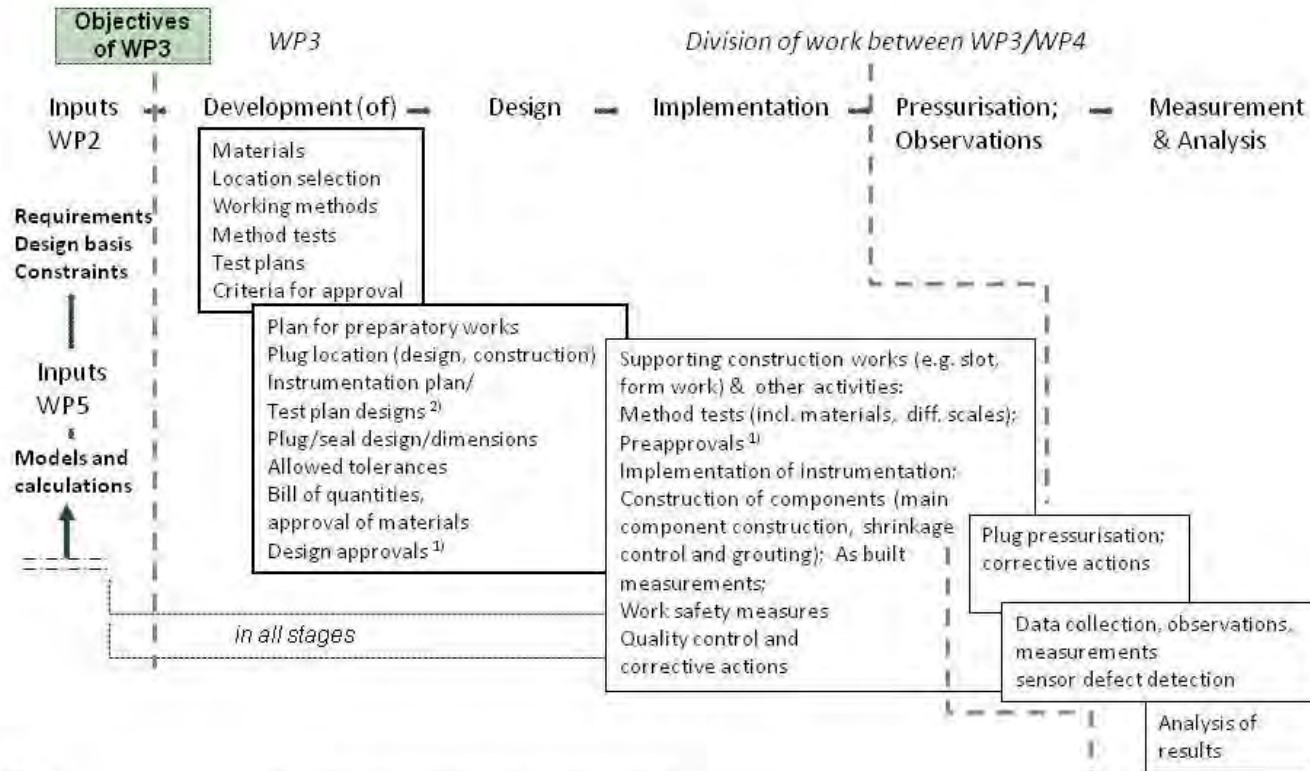 Objectives
of WP3
WP3
Division of work between WP3/WP4
Inputs
WP2
Development (of)
Design
Implementation
Pressurisation;
Observations
Measurement
& Analysis
Requirements
Design basis
Constraints
Inputs
WP5
Models and
calculations
Materials
Location selection
Working methods
Method tests
Test plans
Criteria for approval
Plan for preparatory works
Plug location (design, construction)
Instrumentation plan/
Test plan designs 2)
Plug/seal design/dimensions
Allowed tolerances
Bill of quantities,
approval of materials
Design approvals 1)
in all stages
Supporting construction works (e.g. slot,
form work) & other activities:
Method tests (incl. materials, diff. scales);
Preapprovals 1)
Implementation of instrumentation;
Construction of components (main
component construction, shrinkage
control and grouting); As built
measurements;
Work safety measures
Quality control and
corrective actions
Plug pressurisation;
corrective actions
Data collection, observations,
measurements
sensor defect detection
Analysis of
results